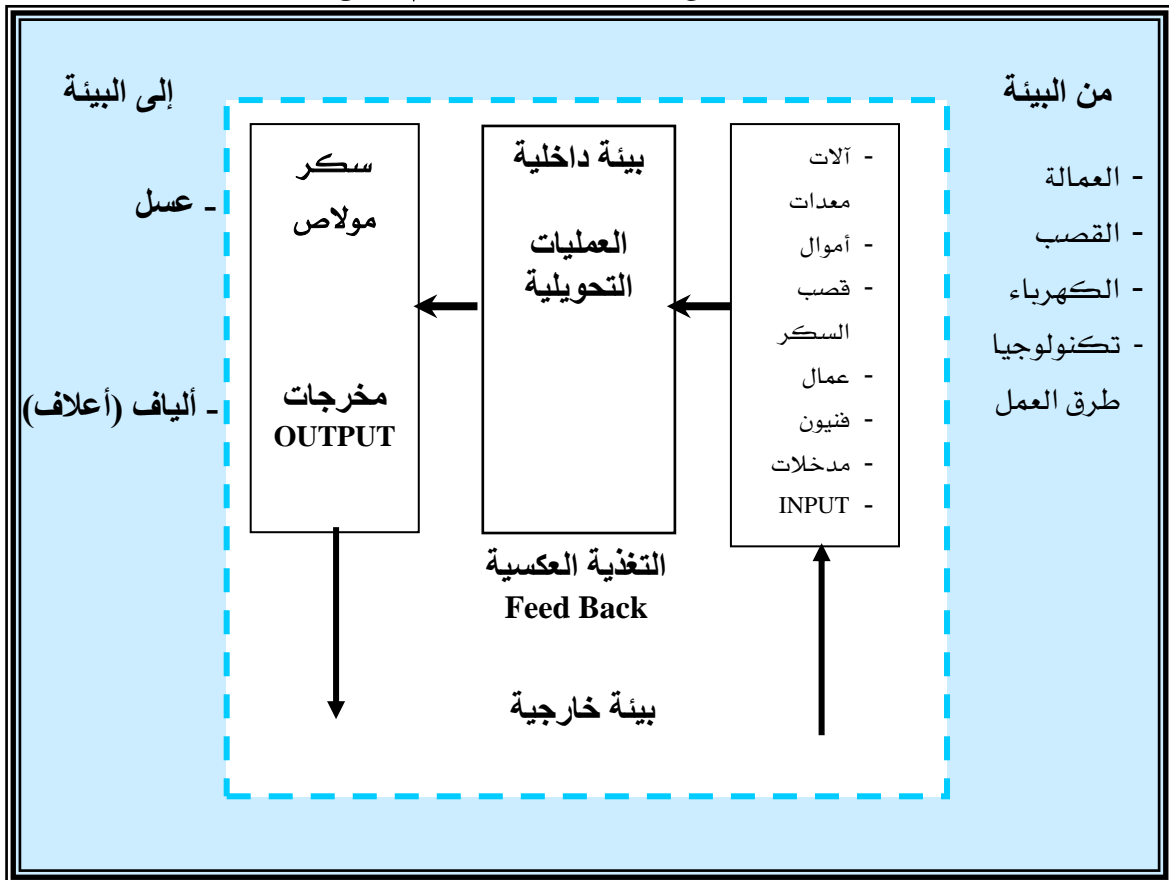 من البيئة
- العمالة
- القصب
- الكهرباء
- تكنولوجيا
طرق العمل
- آلات
معدات
- أموال
- قصب
السكر
- عمال
- فنيون
- مدخلات
- INPUT
بيئة داخلية
العمليات
التحويلية
التغذية العكسية
Feed Back
بيئة خارجية
سكر
مولاص
مخرجات
OUTPUT
إلى البيئة
- عسل
- ألياف (أعلاف)